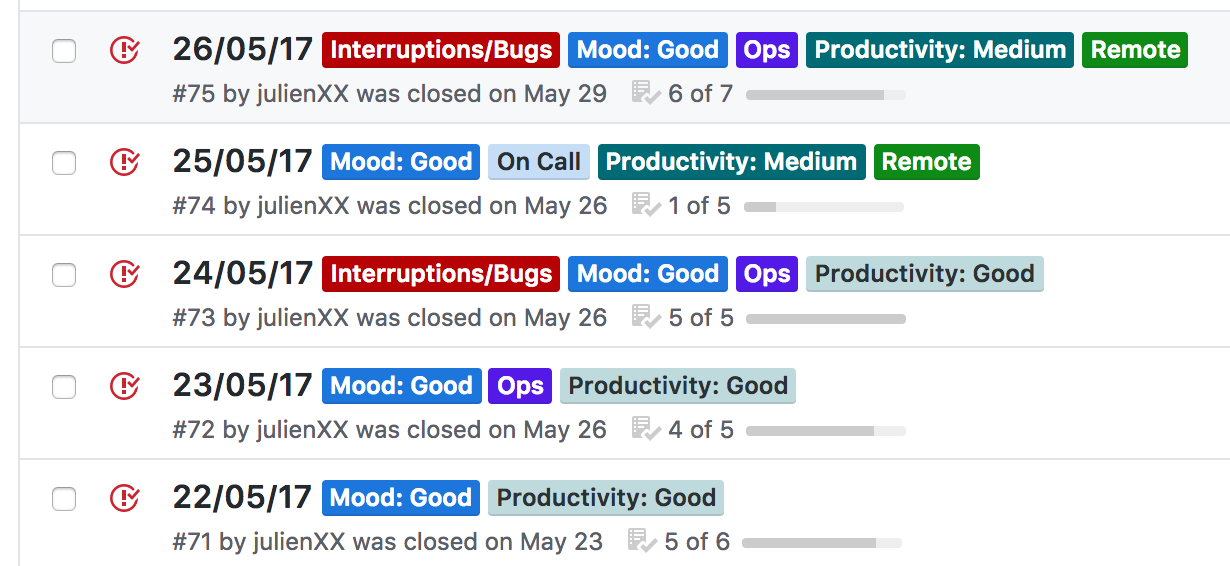 26/05/17 Interruptions/Bugs Mood: Good Ops Productivity: Medium Remote
#75 by julienXX was closed on May 29 6 of 7
25/05/17 Mood: Good On Call Productivity: Medium Remote
#74 by julienXX was closed on May 26 1 of 5
24/05/17 Interruptions/Bugs Mood: Good Ops Productivity: Good
#73 by julienXX was closed on May 26 5 of 5
23/05/17 Mood: Good Ops Productivity: Good
#72 by julienXX was closed on May 26 4 of 5
22/05/17 Mood: Good Productivity: Good
#71 by julienXX was closed on May 23 5 of 6